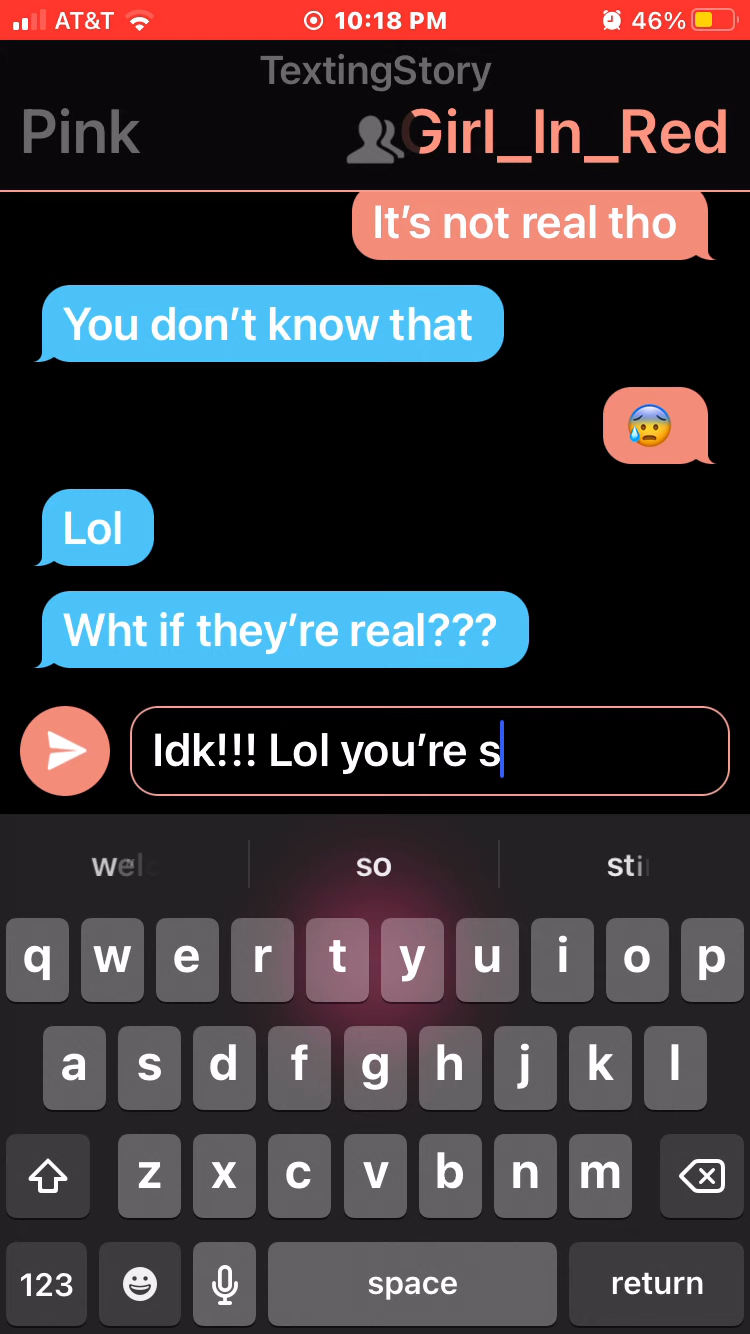 AT&T 10:18 PM 46%
TextingStory
Pink Girl_In_Red
It’s not real tho
You don’t know that
😰
Lol
Wht if they’re real???
Idk!!! Lol you’re s
so
q w e r t y u i o p
a s d f g h j k l
z x c v b n m
123 space return